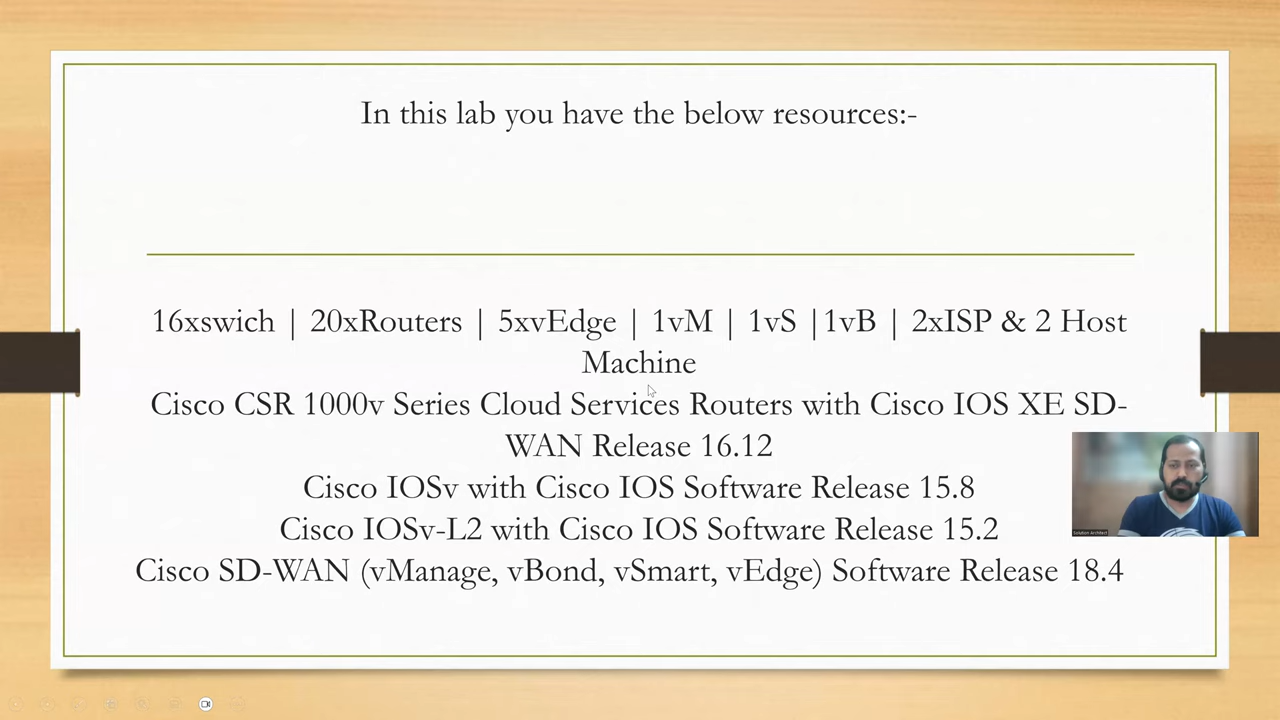 In this lab you have the below resources:-
16xswich | 20xRouters | 5xvEdge | 1vM | 1vS |1vB | 2xISP & 2 Host
Machine
Cisco CSR 1000v Series Cloud Services Routers with Cisco IOS XE SD-
WAN Release 16.12
Cisco IOSv with Cisco IOS Software Release 15.8
Cisco IOSv-L2 with Cisco IOS Software Release 15.2
Cisco SD-WAN (vManage, vBond, vSmart, vEdge) Software Release 18.4
Solution Architect